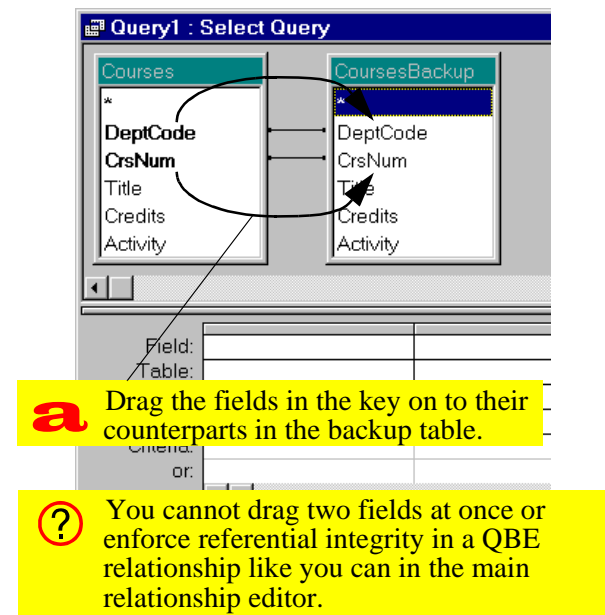 Query1 : Select Query
Courses
*
DeptCode
CrsNum
Title
Credits
Activity
CoursesBackup
*
DeptCode
CrsNum
Title
Credits
Activity
Field:
Table:
a Drag the fields in the key on to their
counterparts in the backup table.
Criteria:
or:
? You cannot drag two fields at once or
enforce referential integrity in a QBE
relationship like you can in the main
relationship editor.